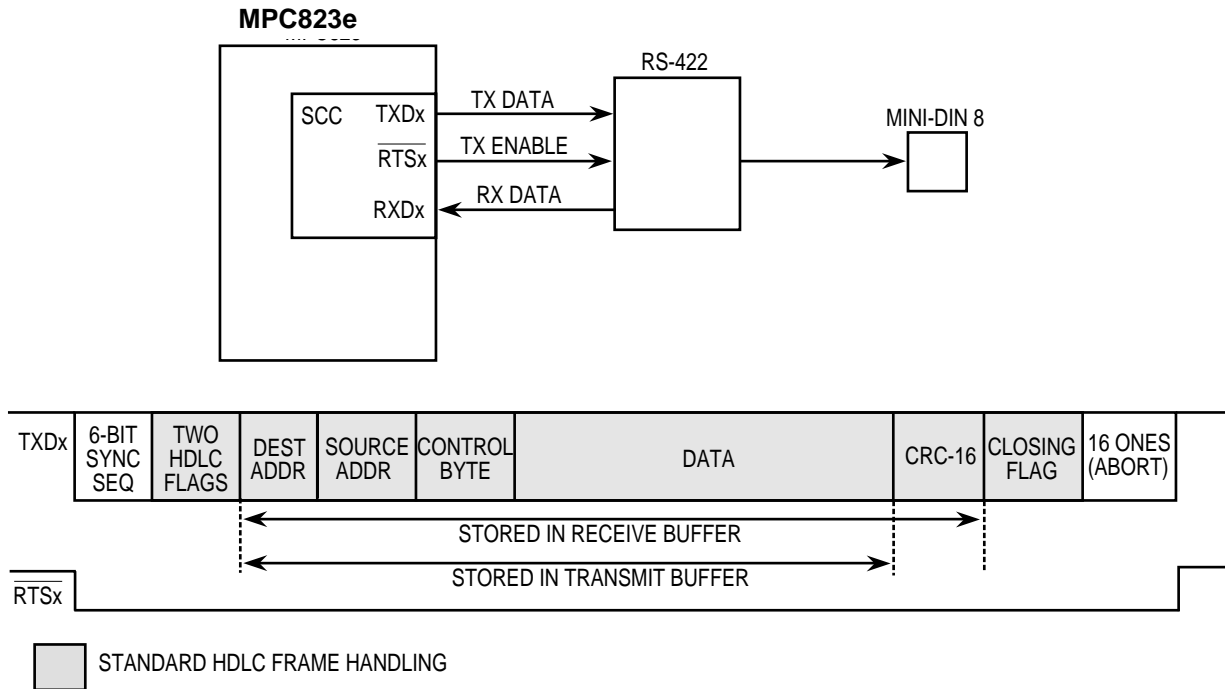 MPC823e
RS-422
SCC
TXDx
TX DATA
MINI-DIN 8
RTSx
TX ENABLE
RXDx
RX DATA
TXDx
6-BIT
SYNC
SEQ
TWO
HDLC
FLAGS
DEST
ADDR
SOURCE
ADDR
CONTROL
BYTE
DATA
CRC-16
CLOSING
FLAG
16 ONES
(ABORT)
STORED IN RECEIVE BUFFER
STORED IN TRANSMIT BUFFER
RTSx
STANDARD HDLC FRAME HANDLING